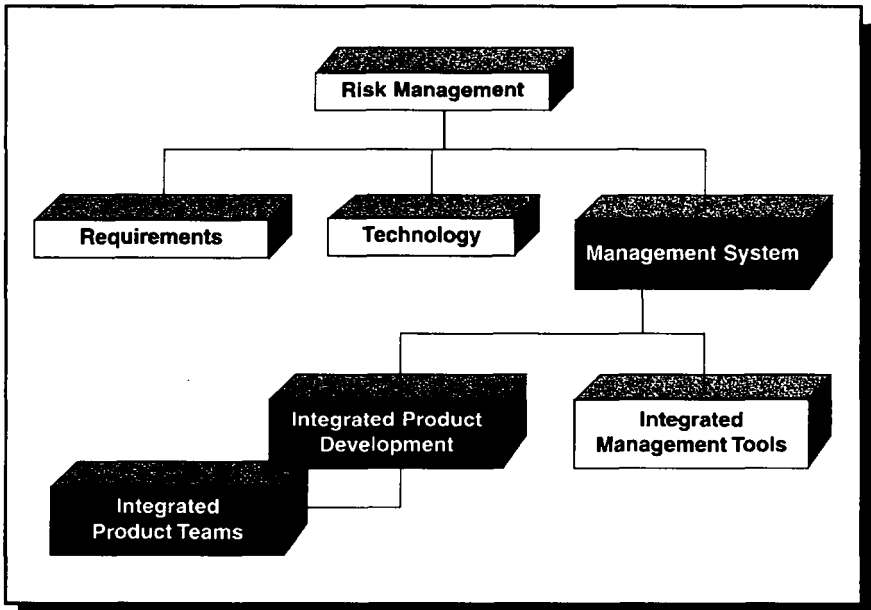 Risk Management
Requirements
Technology
Management System
Integrated Product
Development
Integrated
Management Tools
Integrated
Product Teams